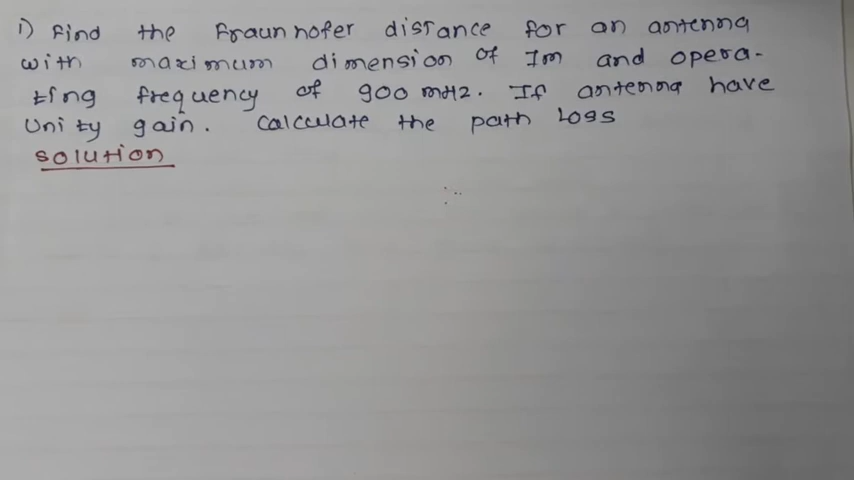 1) Find the Fraunhofer distance for an antenna
with maximum dimension of 1m and opera-
ting frequency of 900 MHz. If antenna have
Unity gain. calculate the path Loss
Solution